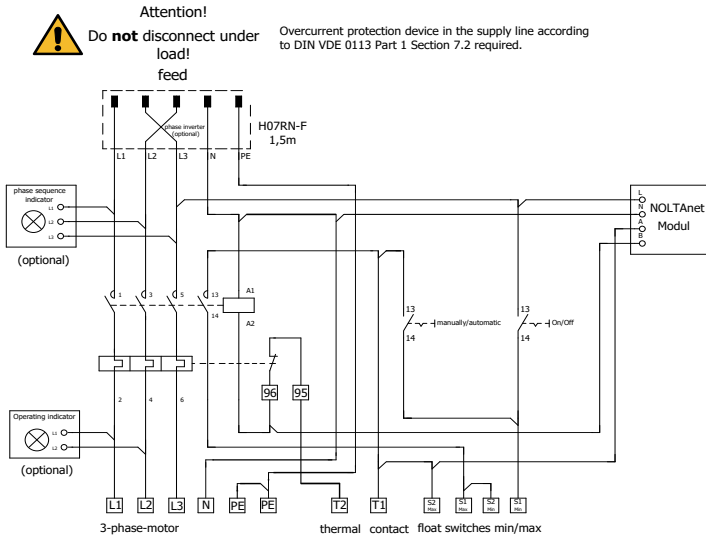 Attention!
Do not disconnect under
load!
Overcurrent protection device in the supply line according
to DIN VDE 0113 Part 1 Section 7.2 required.
feed
phase inverter
(optional)
H07RN-F
1,5m
L1 L2 L3 N PE
phase sequence
indicator
L1
L2
L3
(optional)
L
N
A
B
NOLTAnet
Modul
1 3 5 13
14
A1
A2
13
manually/automatic
14
13
On/Off
14
96 95
2 4 6
Operating indicator
L1
L2
(optional)
L1 L2 L3 N PE PE T2 T1
S2
Max
S1
Max
S2
Min
S1
Min
3-phase-motor
thermal contact
float switches min/max